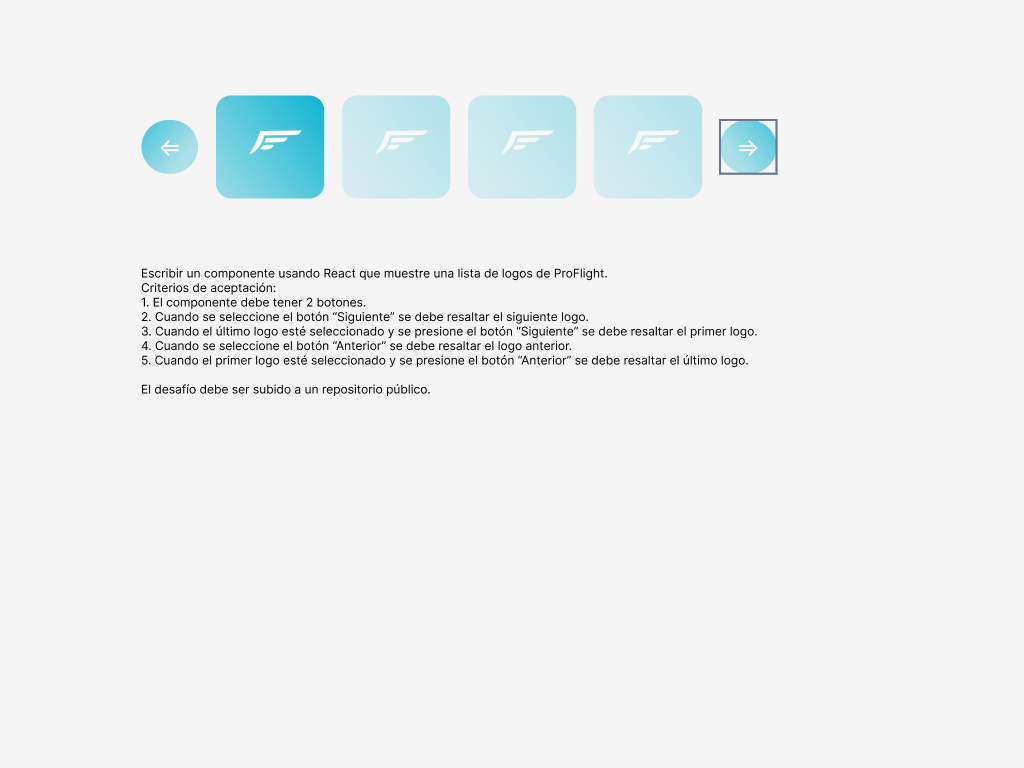 Escribir un componente usando React que muestre una lista de logos de ProFlight.
Criterios de aceptación:
1. El componente debe tener 2 botones.
2. Cuando se seleccione el botón “Siguiente” se debe resaltar el siguiente logo.
3. Cuando el último logo esté seleccionado y se presione el botón “Siguiente” se debe resaltar el primer logo.
4. Cuando se seleccione el botón “Anterior” se debe resaltar el logo anterior.
5. Cuando el primer logo esté seleccionado y se presione el botón “Anterior” se debe resaltar el último logo.
El desafío debe ser subido a un repositorio público.